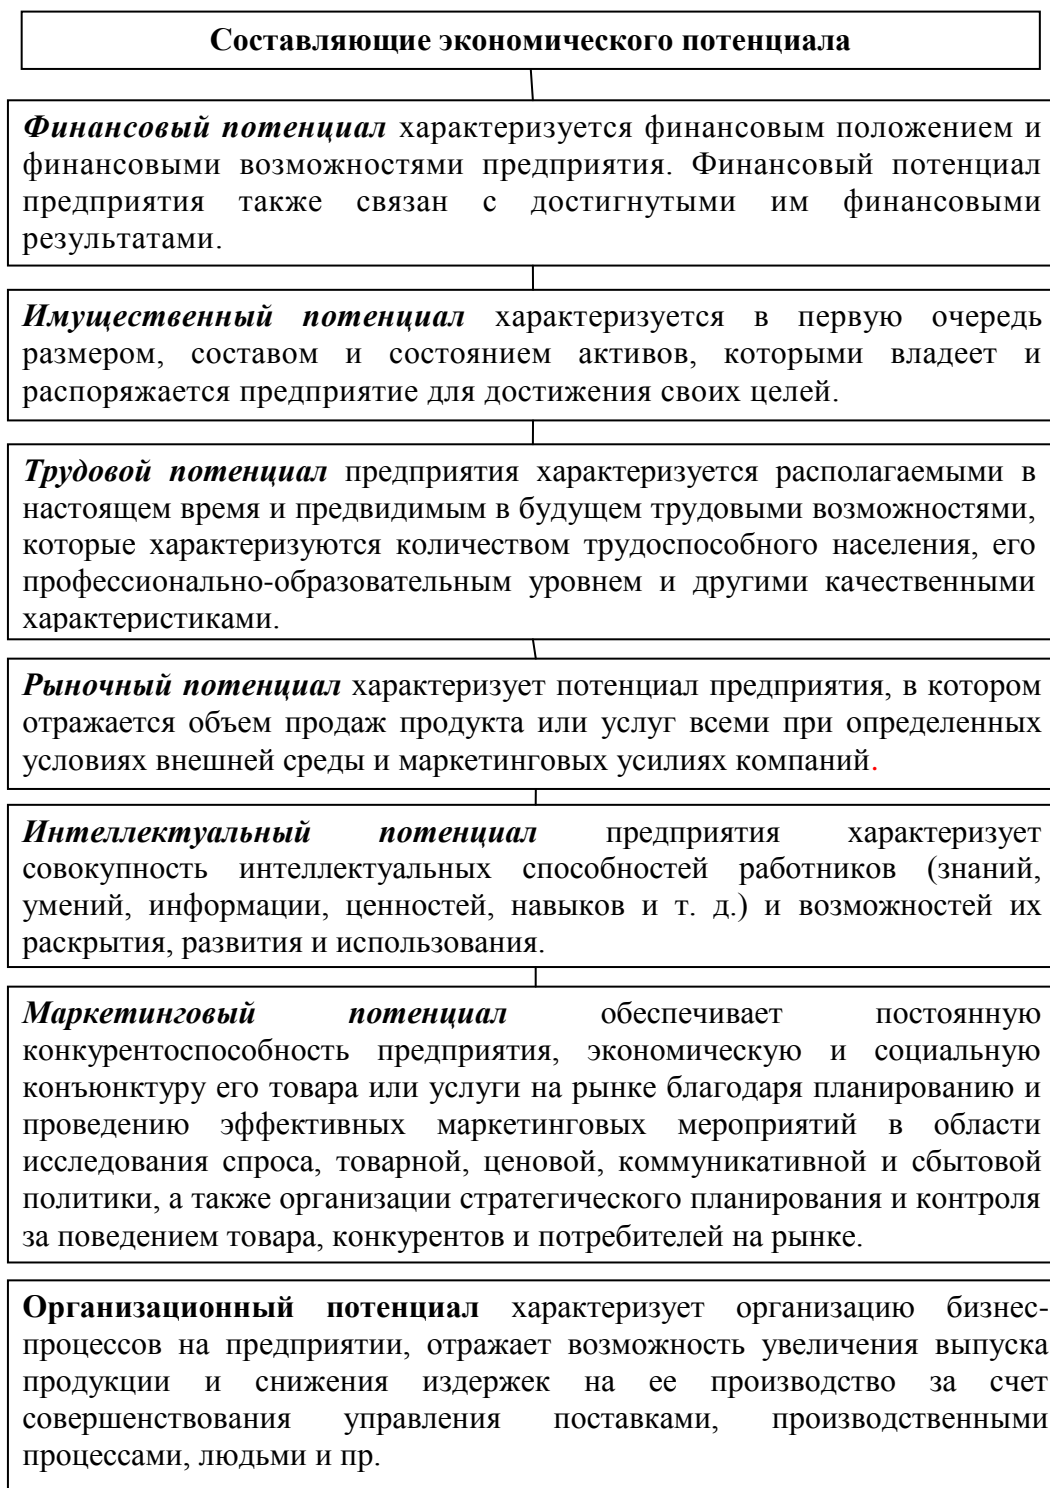 Составляющие экономического потенциала
Финансовый потенциал характеризуется финансовым положением и
финансовыми возможностями предприятия. Финансовый потенциал
предприятия также связан с достигнутыми им финансовыми
результатами.
Имущественный потенциал характеризуется в первую очередь
размером, составом и состоянием активов, которыми владеет и
распоряжается предприятие для достижения своих целей.
Трудовой потенциал предприятия характеризуется располагаемыми в
настоящем время и предвидимым в будущем трудовыми возможностями,
которые характеризуются количеством трудоспособного населения, его
профессионально-образовательным уровнем и другими качественными
характеристиками.
Рыночный потенциал характеризует потенциал предприятия, в котором
отражается объем продаж продукта или услуг всеми при определенных
условиях внешней среды и маркетинговых усилиях компаний.
Интеллектуальный потенциал предприятия характеризует
совокупность интеллектуальных способностей работников (знаний,
умений, информации, ценностей, навыков и т. д.) и возможностей их
раскрытия, развития и использования.
Маркетинговый потенциал обеспечивает постоянную
конкурентоспособность предприятия, экономическую и социальную
конъюнктуру его товара или услуги на рынке благодаря планированию и
проведению эффективных маркетинговых мероприятий в области
исследования спроса, товарной, ценовой, коммуникативной и сбытовой
политики, а также организации стратегического планирования и контроля
за поведением товара, конкурентов и потребителей на рынке.
Организационный потенциал характеризует организацию бизнес-
процессов на предприятии, отражает возможность увеличения выпуска
продукции и снижения издержек на ее производство за счет
совершенствования управления поставками, производственными
процессами, людьми и пр.